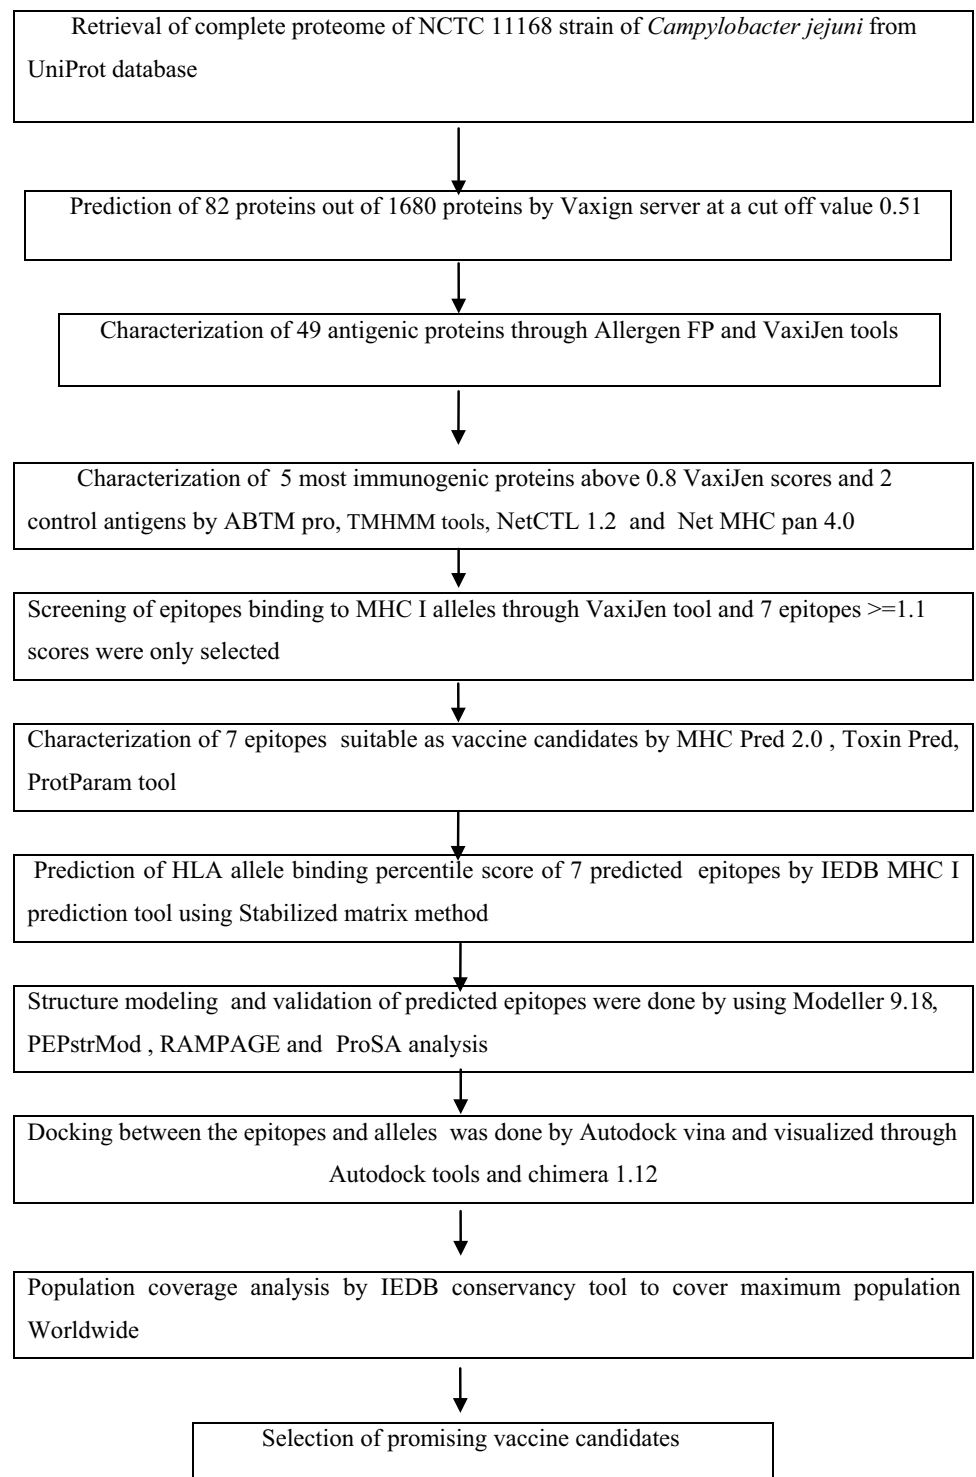 Retrieval of complete proteome of NCTC 11168 strain of Campylobacter jejuni from
UniProt database
Prediction of 82 proteins out of 1680 proteins by Vaxign server at a cut off value 0.51
Characterization of 49 antigenic proteins through Allergen FP and VaxiJen tools
Characterization of 5 most immunogenic proteins above 0.8 VaxiJen scores and 2
control antigens by ABTM pro, TMHMM tools, NetCTL 1.2 and Net MHC pan 4.0
Screening of epitopes binding to MHC I alleles through VaxiJen tool and 7 epitopes >=1.1
scores were only selected
Characterization of 7 epitopes suitable as vaccine candidates by MHC Pred 2.0 , Toxin Pred,
ProtParam tool
Prediction of HLA allele binding percentile score of 7 predicted epitopes by IEDB MHC I
prediction tool using Stabilized matrix method
Structure modeling and validation of predicted epitopes were done by using Modeller 9.18,
PEPstrMod , RAMPAGE and ProSA analysis
Docking between the epitopes and alleles was done by Autodock vina and visualized through
Autodock tools and chimera 1.12
Population coverage analysis by IEDB conservancy tool to cover maximum population
Worldwide
Selection of promising vaccine candidates